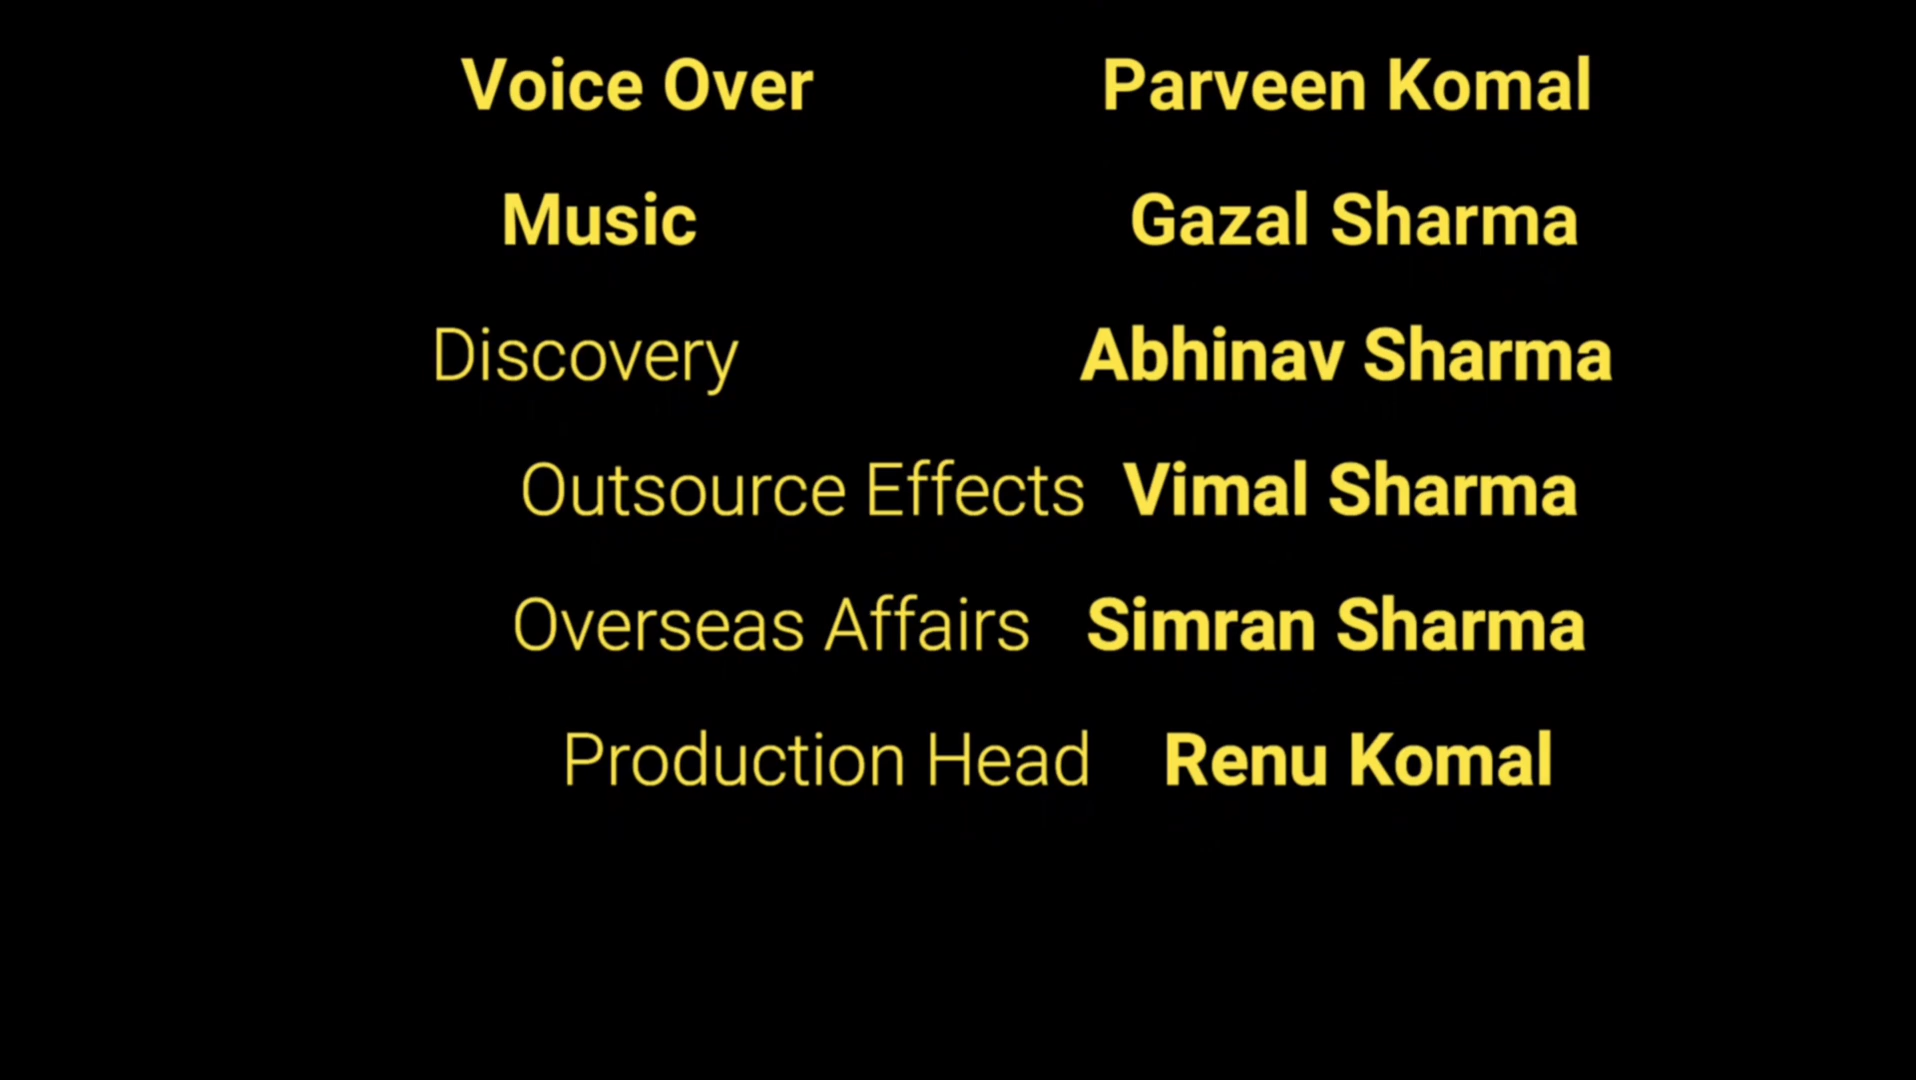 Voice Over Parveen Komal
Music Gazal Sharma
Discovery Abhinav Sharma
Outsource Effects Vimal Sharma
Overseas Affairs Simran Sharma
Production Head Renu Komal